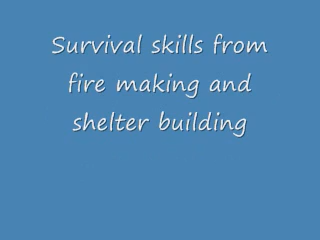 Survival skills from
fire making and
shelter building